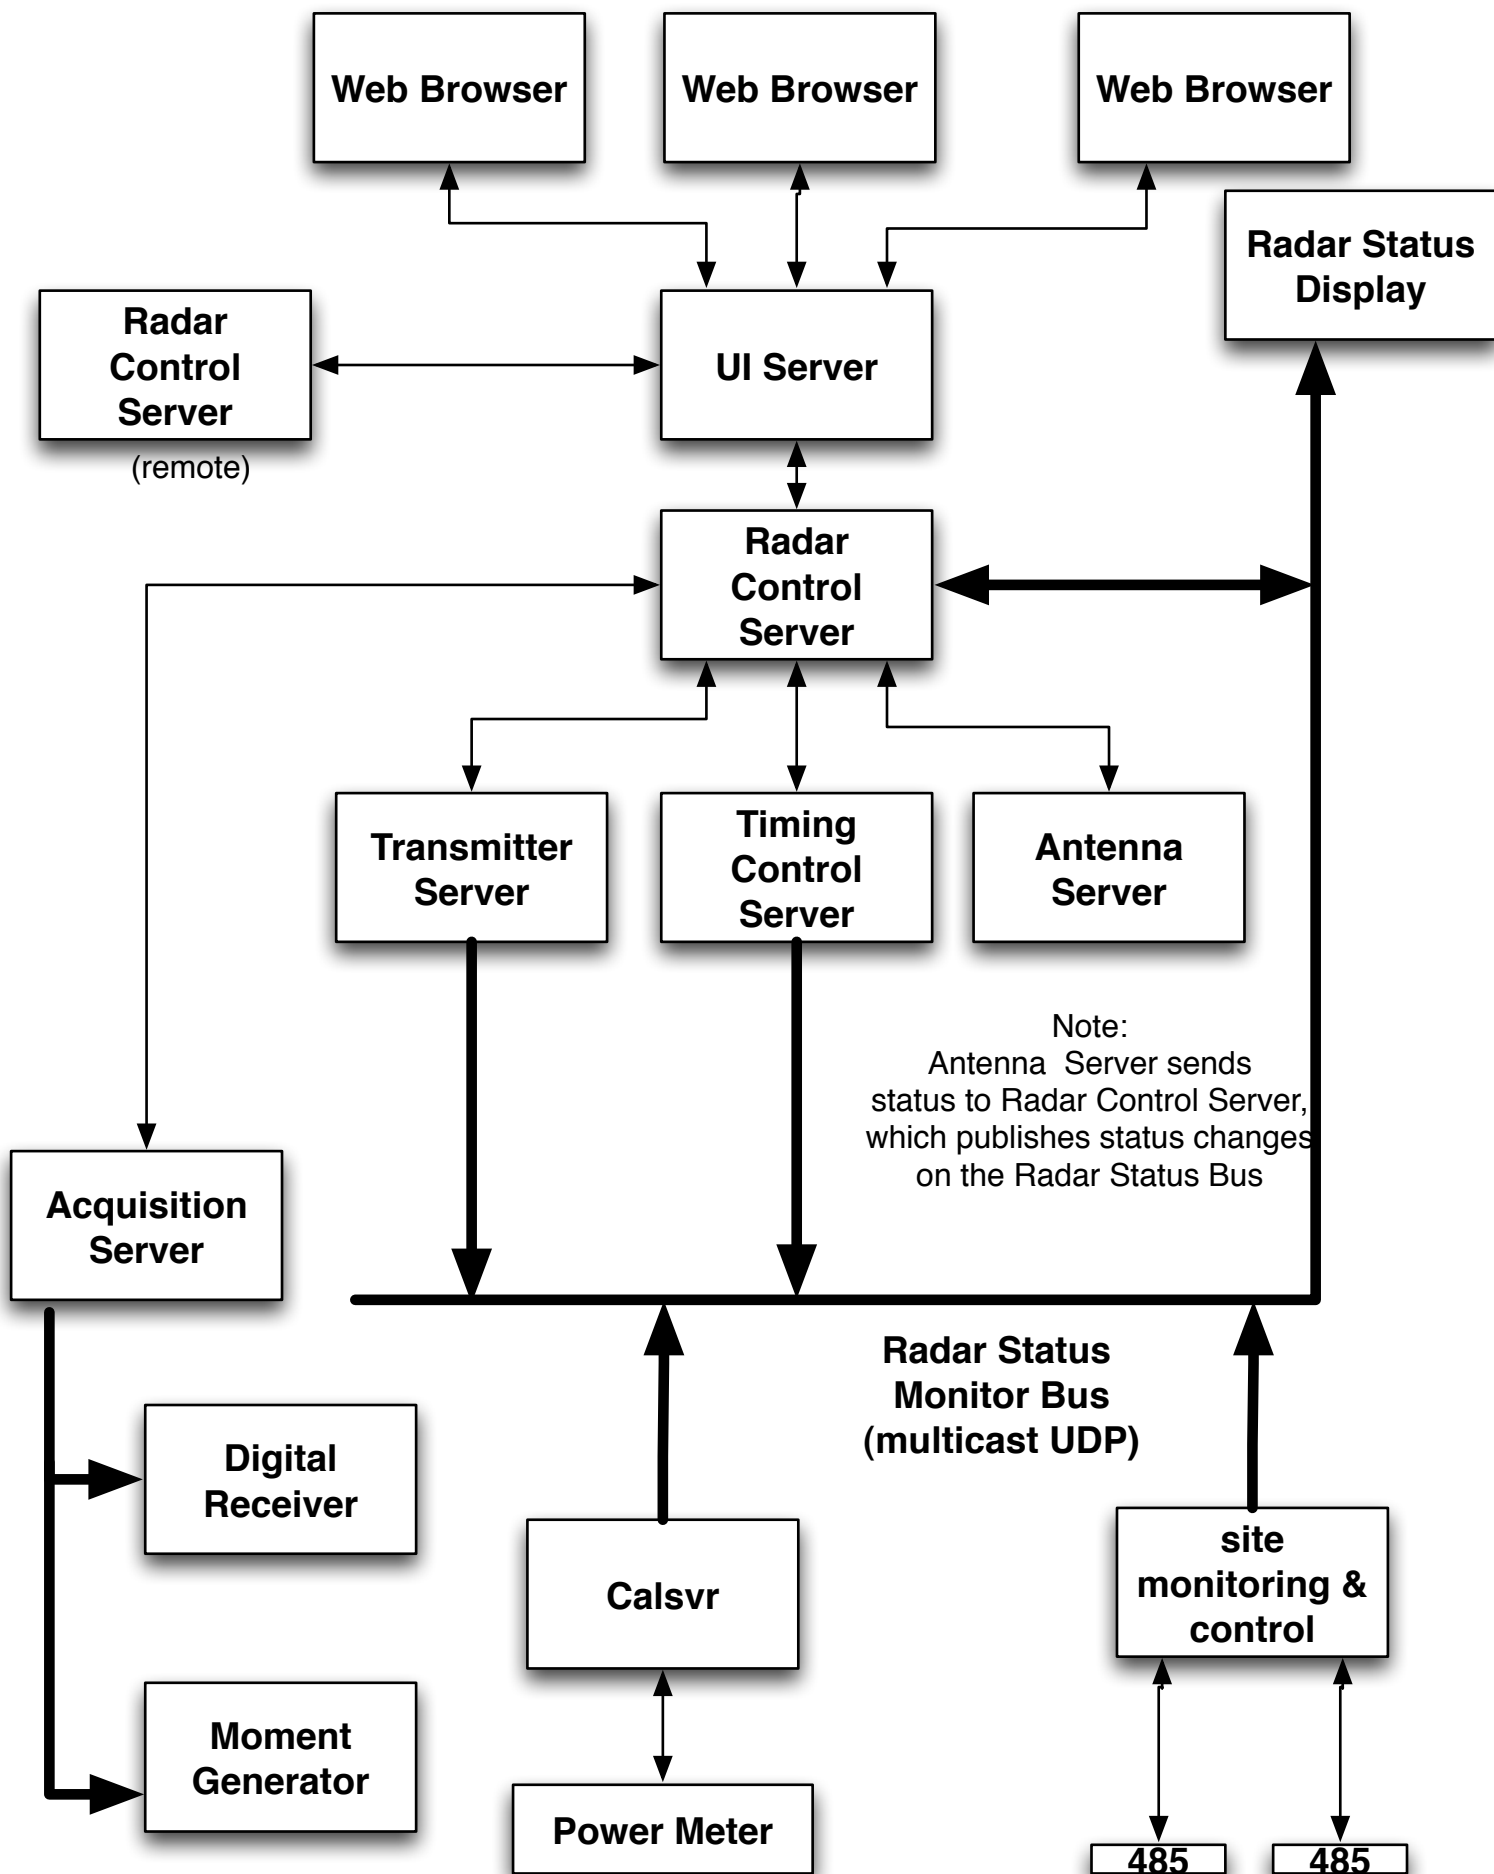 Web Browser
Web Browser
Web Browser
Radar Status
Display
Radar
Control
Server
(remote)
UI Server
Radar
Control
Server
Transmitter
Server
Timing
Control
Server
Antenna
Server
Note:
Antenna  Server sends
status to Radar Control Server,
which publishes status changes
on the Radar Status Bus
Acquisition
Server
Radar Status
Monitor Bus
(multicast UDP)
Digital
Receiver
Calsvr
site
monitoring &
control
Moment
Generator
Power Meter
485
485